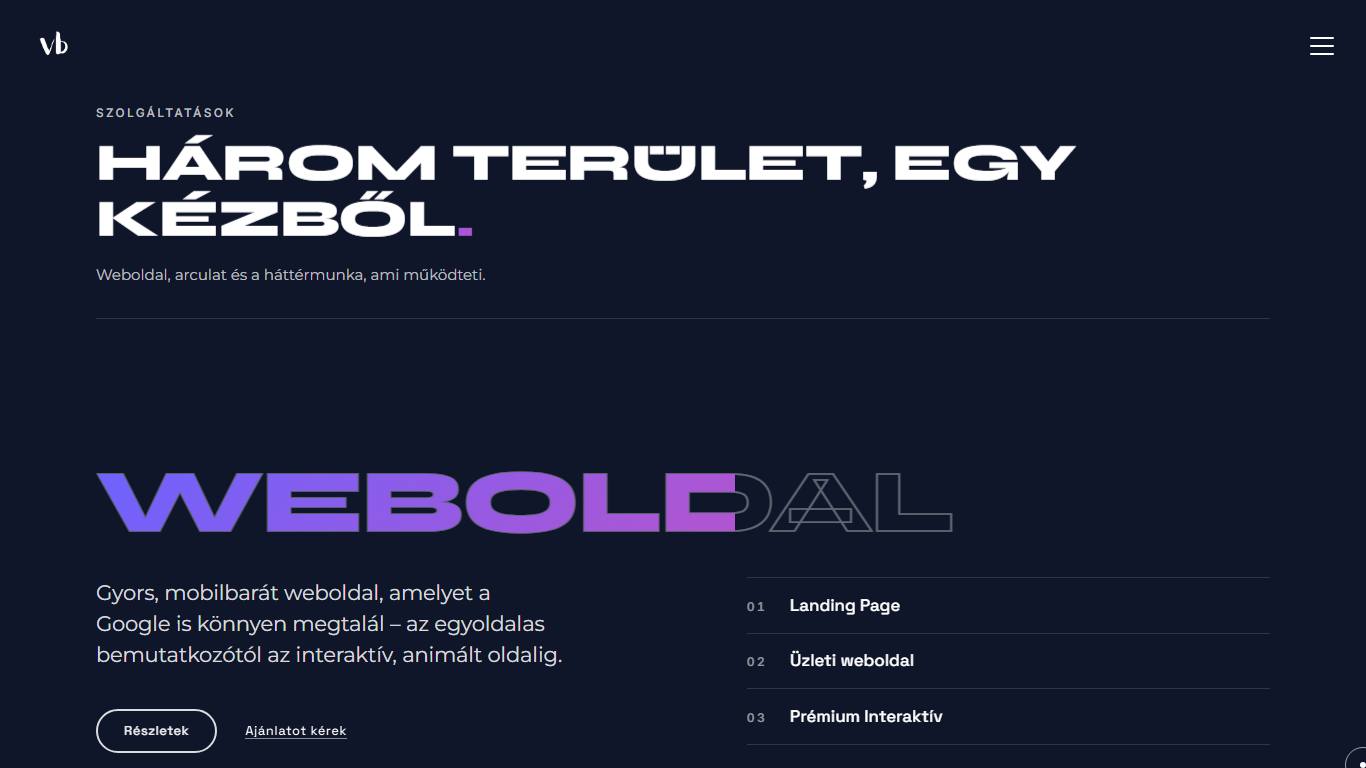 vb
SZOLGÁLTATÁSOK
HÁROM TERÜLET, EGY
KÉZBŐL.
Weboldal, arculat és a háttérmunka, ami működteti.
WEBOLDAL
Gyors, mobilbarát weboldal, amelyet a
Google is könnyen megtalál – az egyoldalas
bemutatkozótól az interaktív, animált oldalig.
Részletek
Ajánlatot kérek
01 Landing Page
02 Üzleti weboldal
03 Prémium Interaktív